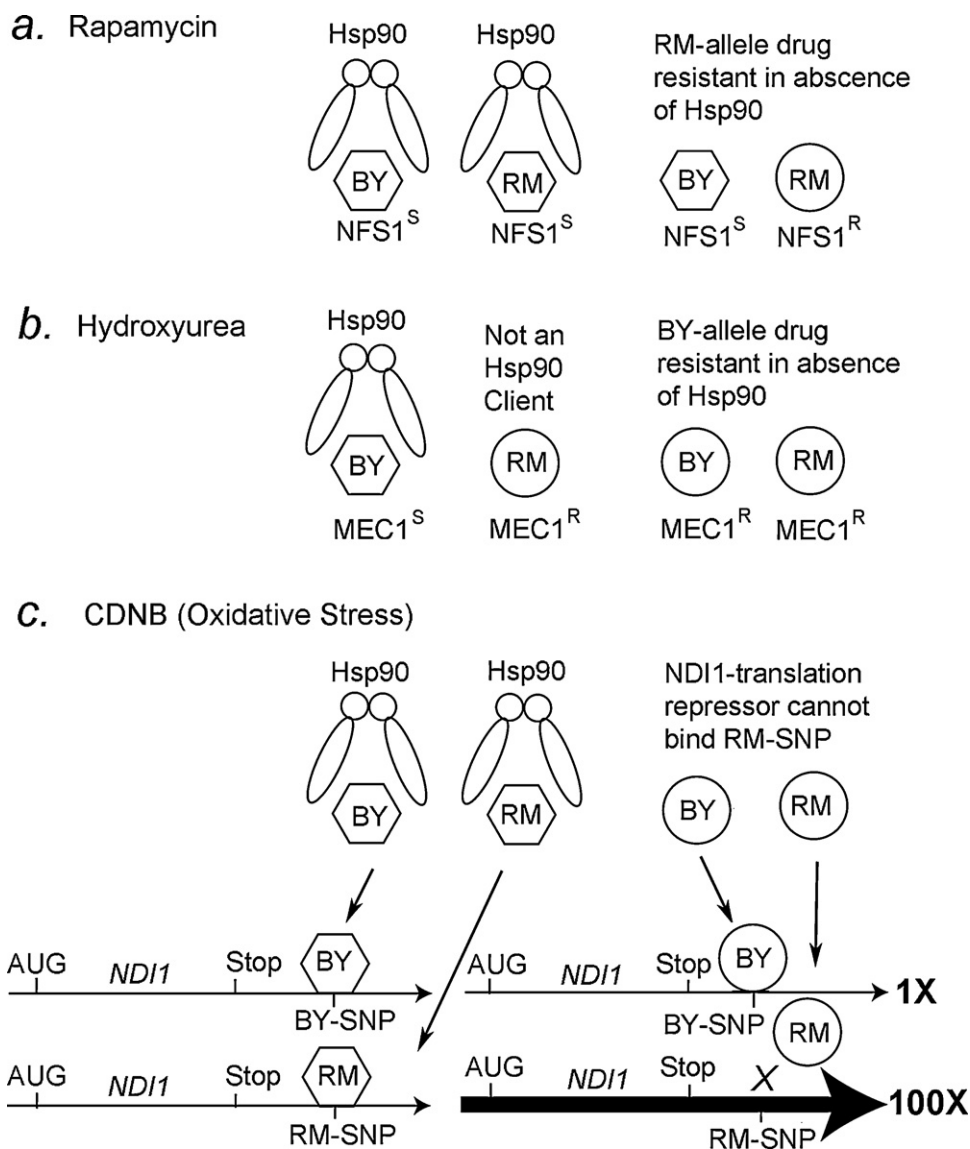 a. Rapamycin
Hsp90
Hsp90
RM-allele drug
resistant in abscence
of Hsp90
BY
RM
BY
RM
NFS1S
NFS1S
NFS1S
NFS1R
b. Hydroxyurea
Hsp90
Not an
Hsp90
Client
BY-allele drug
resistant in absence
of Hsp90
BY
RM
BY
RM
MEC1S
MEC1R
MEC1R
MEC1R
c. CDNB (Oxidative Stress)
Hsp90
Hsp90
NDI1-translation
repressor cannot
bind RM-SNP
BY
RM
BY
RM
AUG NDI1 Stop BY
BY-SNP
AUG NDI1 Stop BY
1X
BY-SNP
RM
AUG NDI1 Stop RM
RM-SNP
AUG NDI1 Stop X
100X
RM-SNP